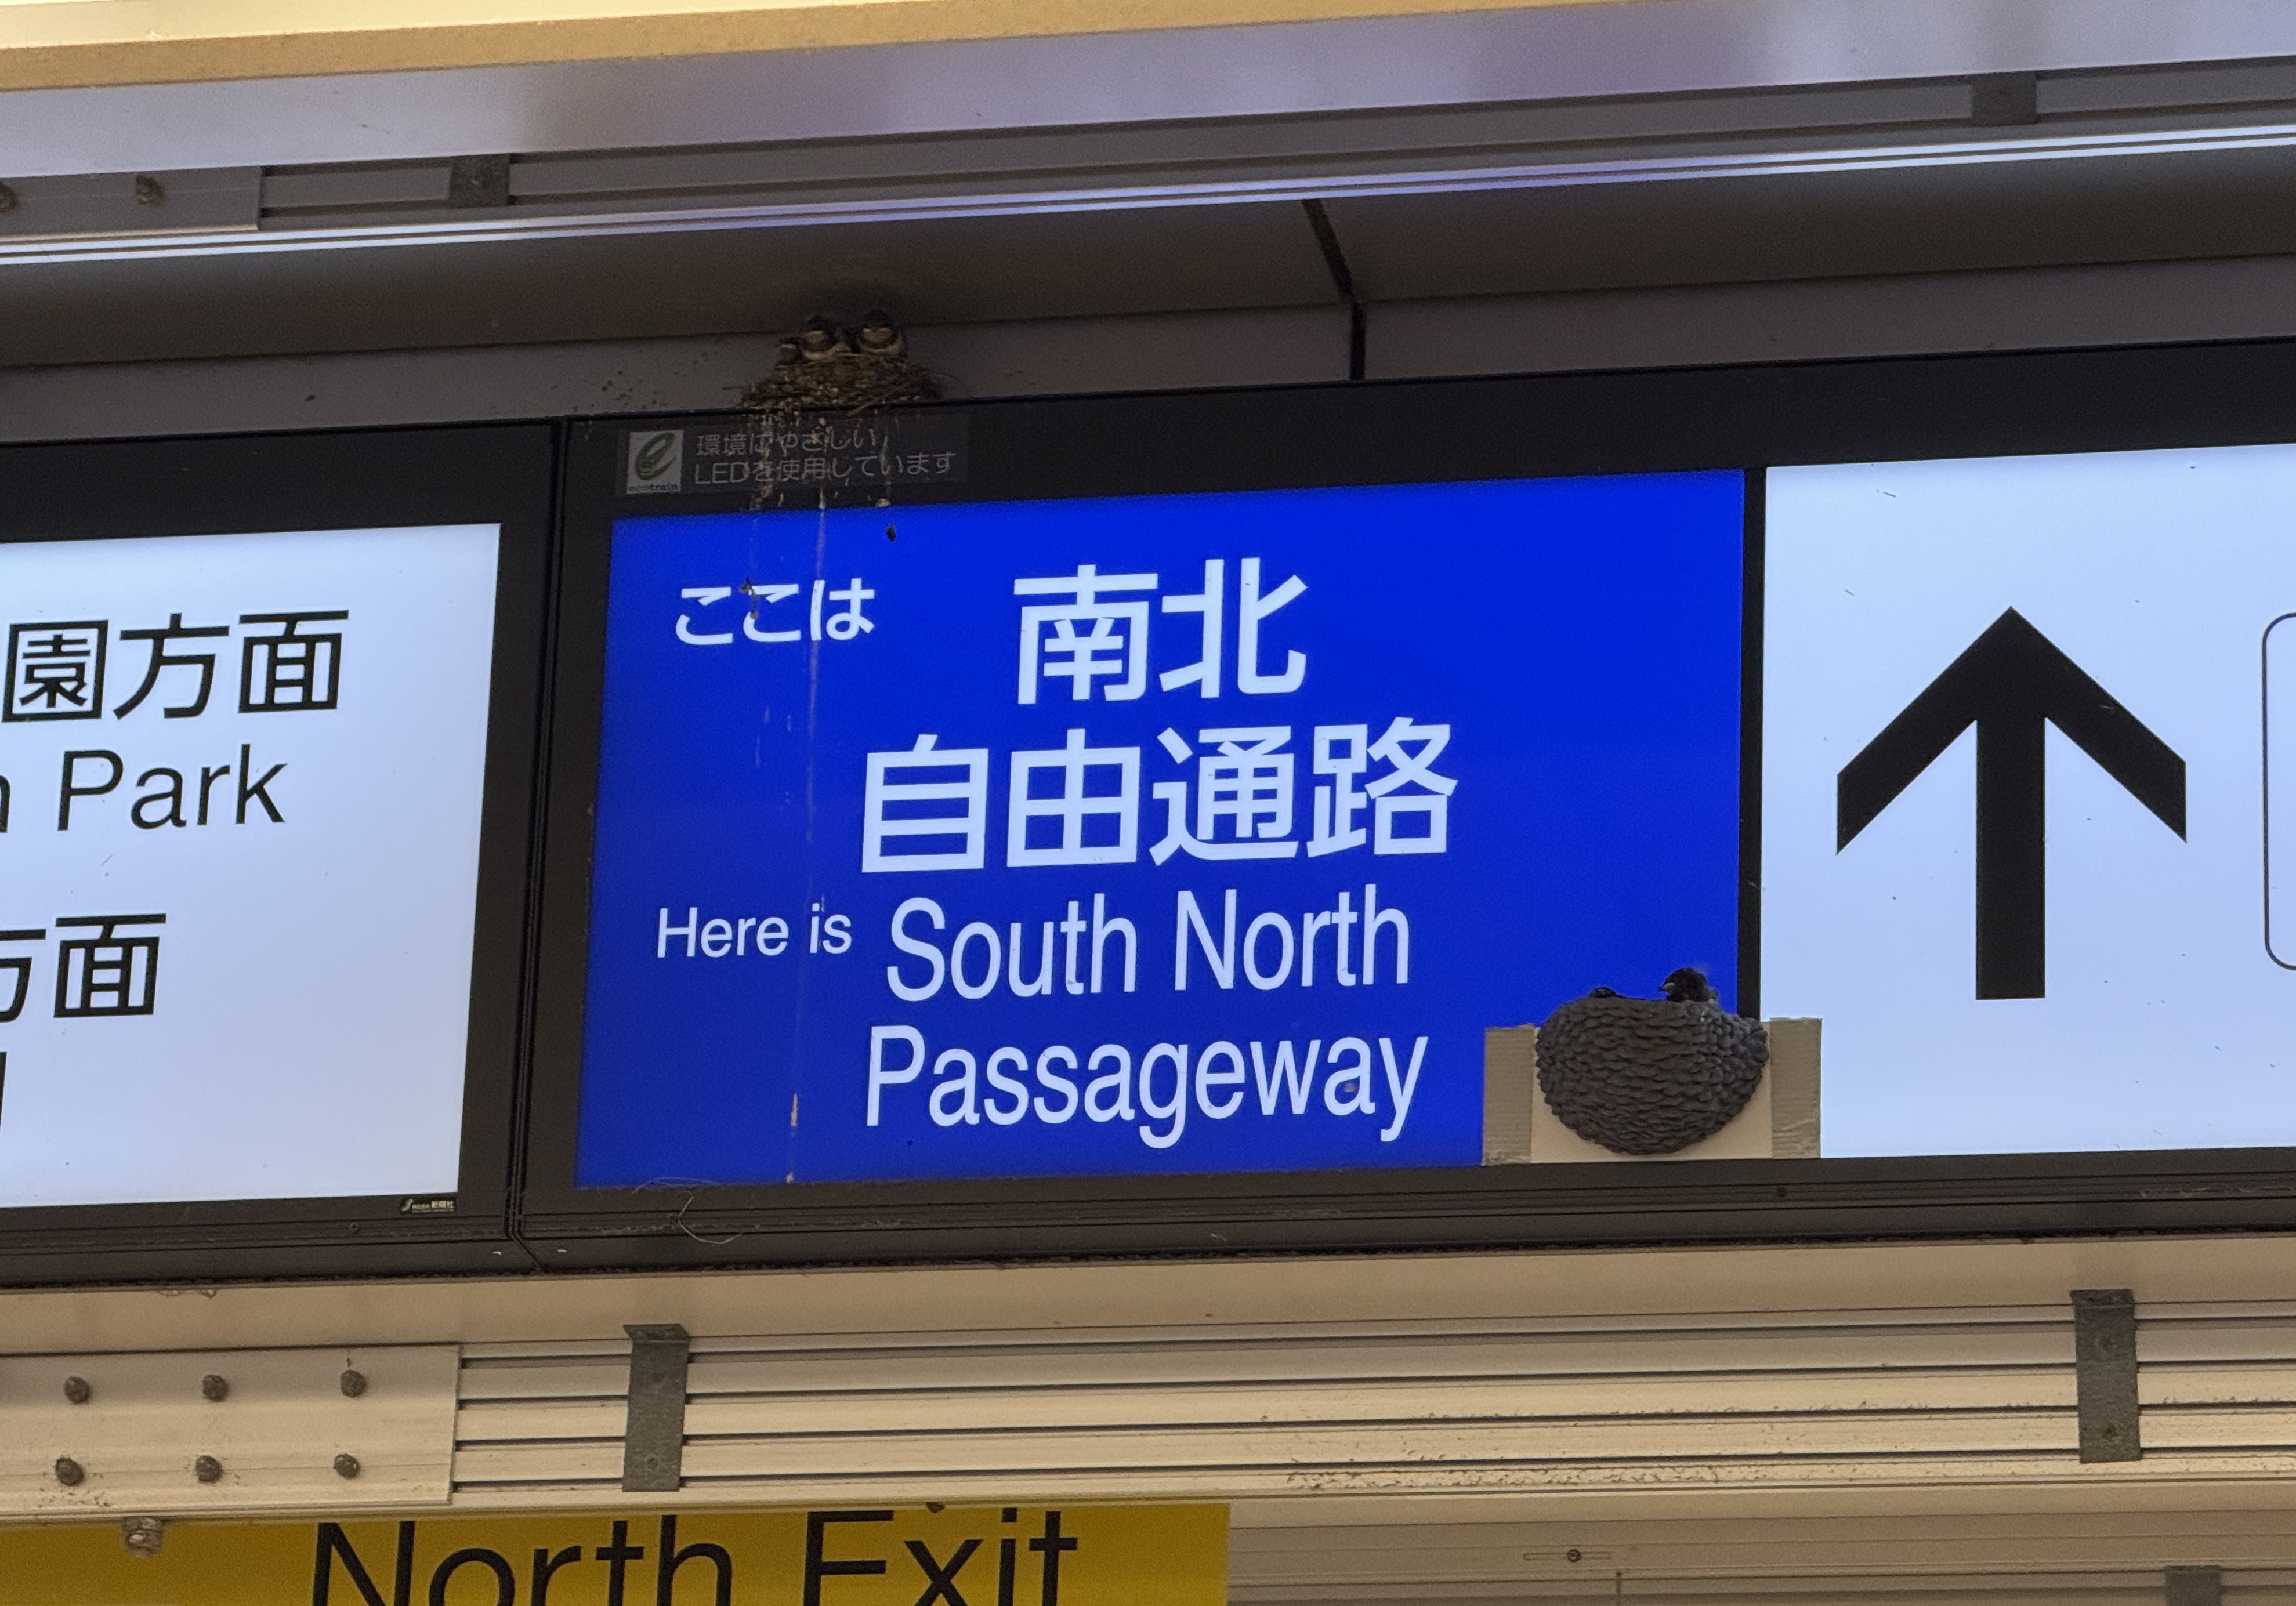 環境にやさしい
LEDを使用しています
ecotrain
園方面
Park
方面
ここは 南北
自由通路
Here is South North
Passageway
North Exit